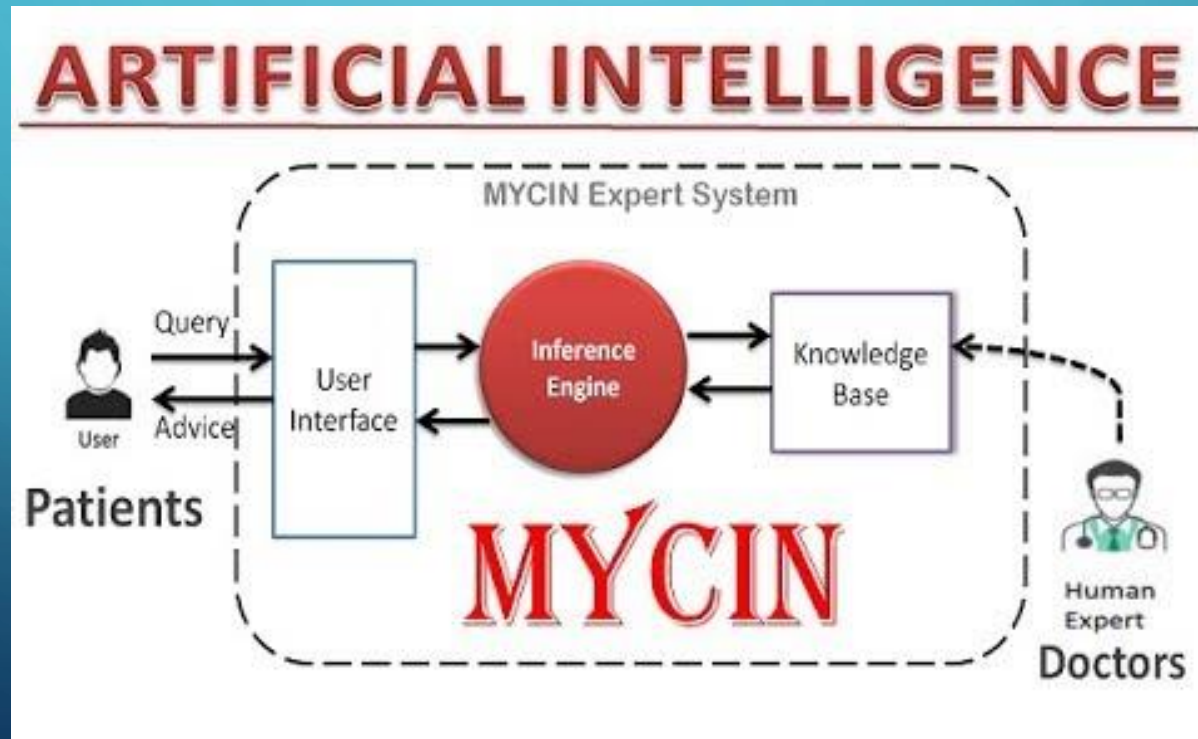 ARTIFICIAL INTELLIGENCE
MYCIN Expert System
Query
Advice
User
Patients
User
Interface
Inference
Engine
Knowledge
Base
MYCIN
Human
Expert
Doctors